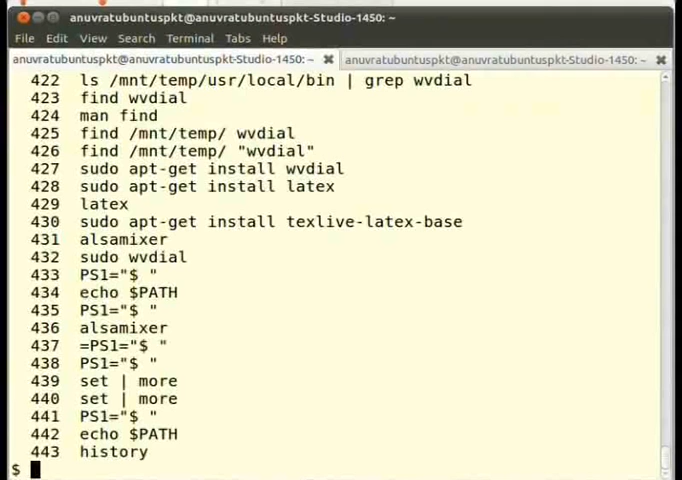 anuvratubuntuspkt@anuvratubuntuspkt-Studio-1450: ~
File Edit View Search Terminal Tabs Help
anuvratubuntuspkt@anuvratubuntuspkt-Studio-1450: ~ anuvratubuntuspkt@anuvratubuntuspkt-Studio-1450: ~
422 ls /mnt/temp/usr/local/bin | grep wvdial
423 find wvdial
424 man find
425 find /mnt/temp/ wvdial
426 find /mnt/temp/ "wvdial"
427 sudo apt-get install wvdial
428 sudo apt-get install latex
429 latex
430 sudo apt-get install texlive-latex-base
431 alsamixer
432 sudo wvdial
433 PS1="$ "
434 echo $PATH
435 PS1="$ "
436 alsamixer
437 =PS1="$ "
438 PS1="$ "
439 set | more
440 set | more
441 PS1="$ "
442 echo $PATH
443 history
$